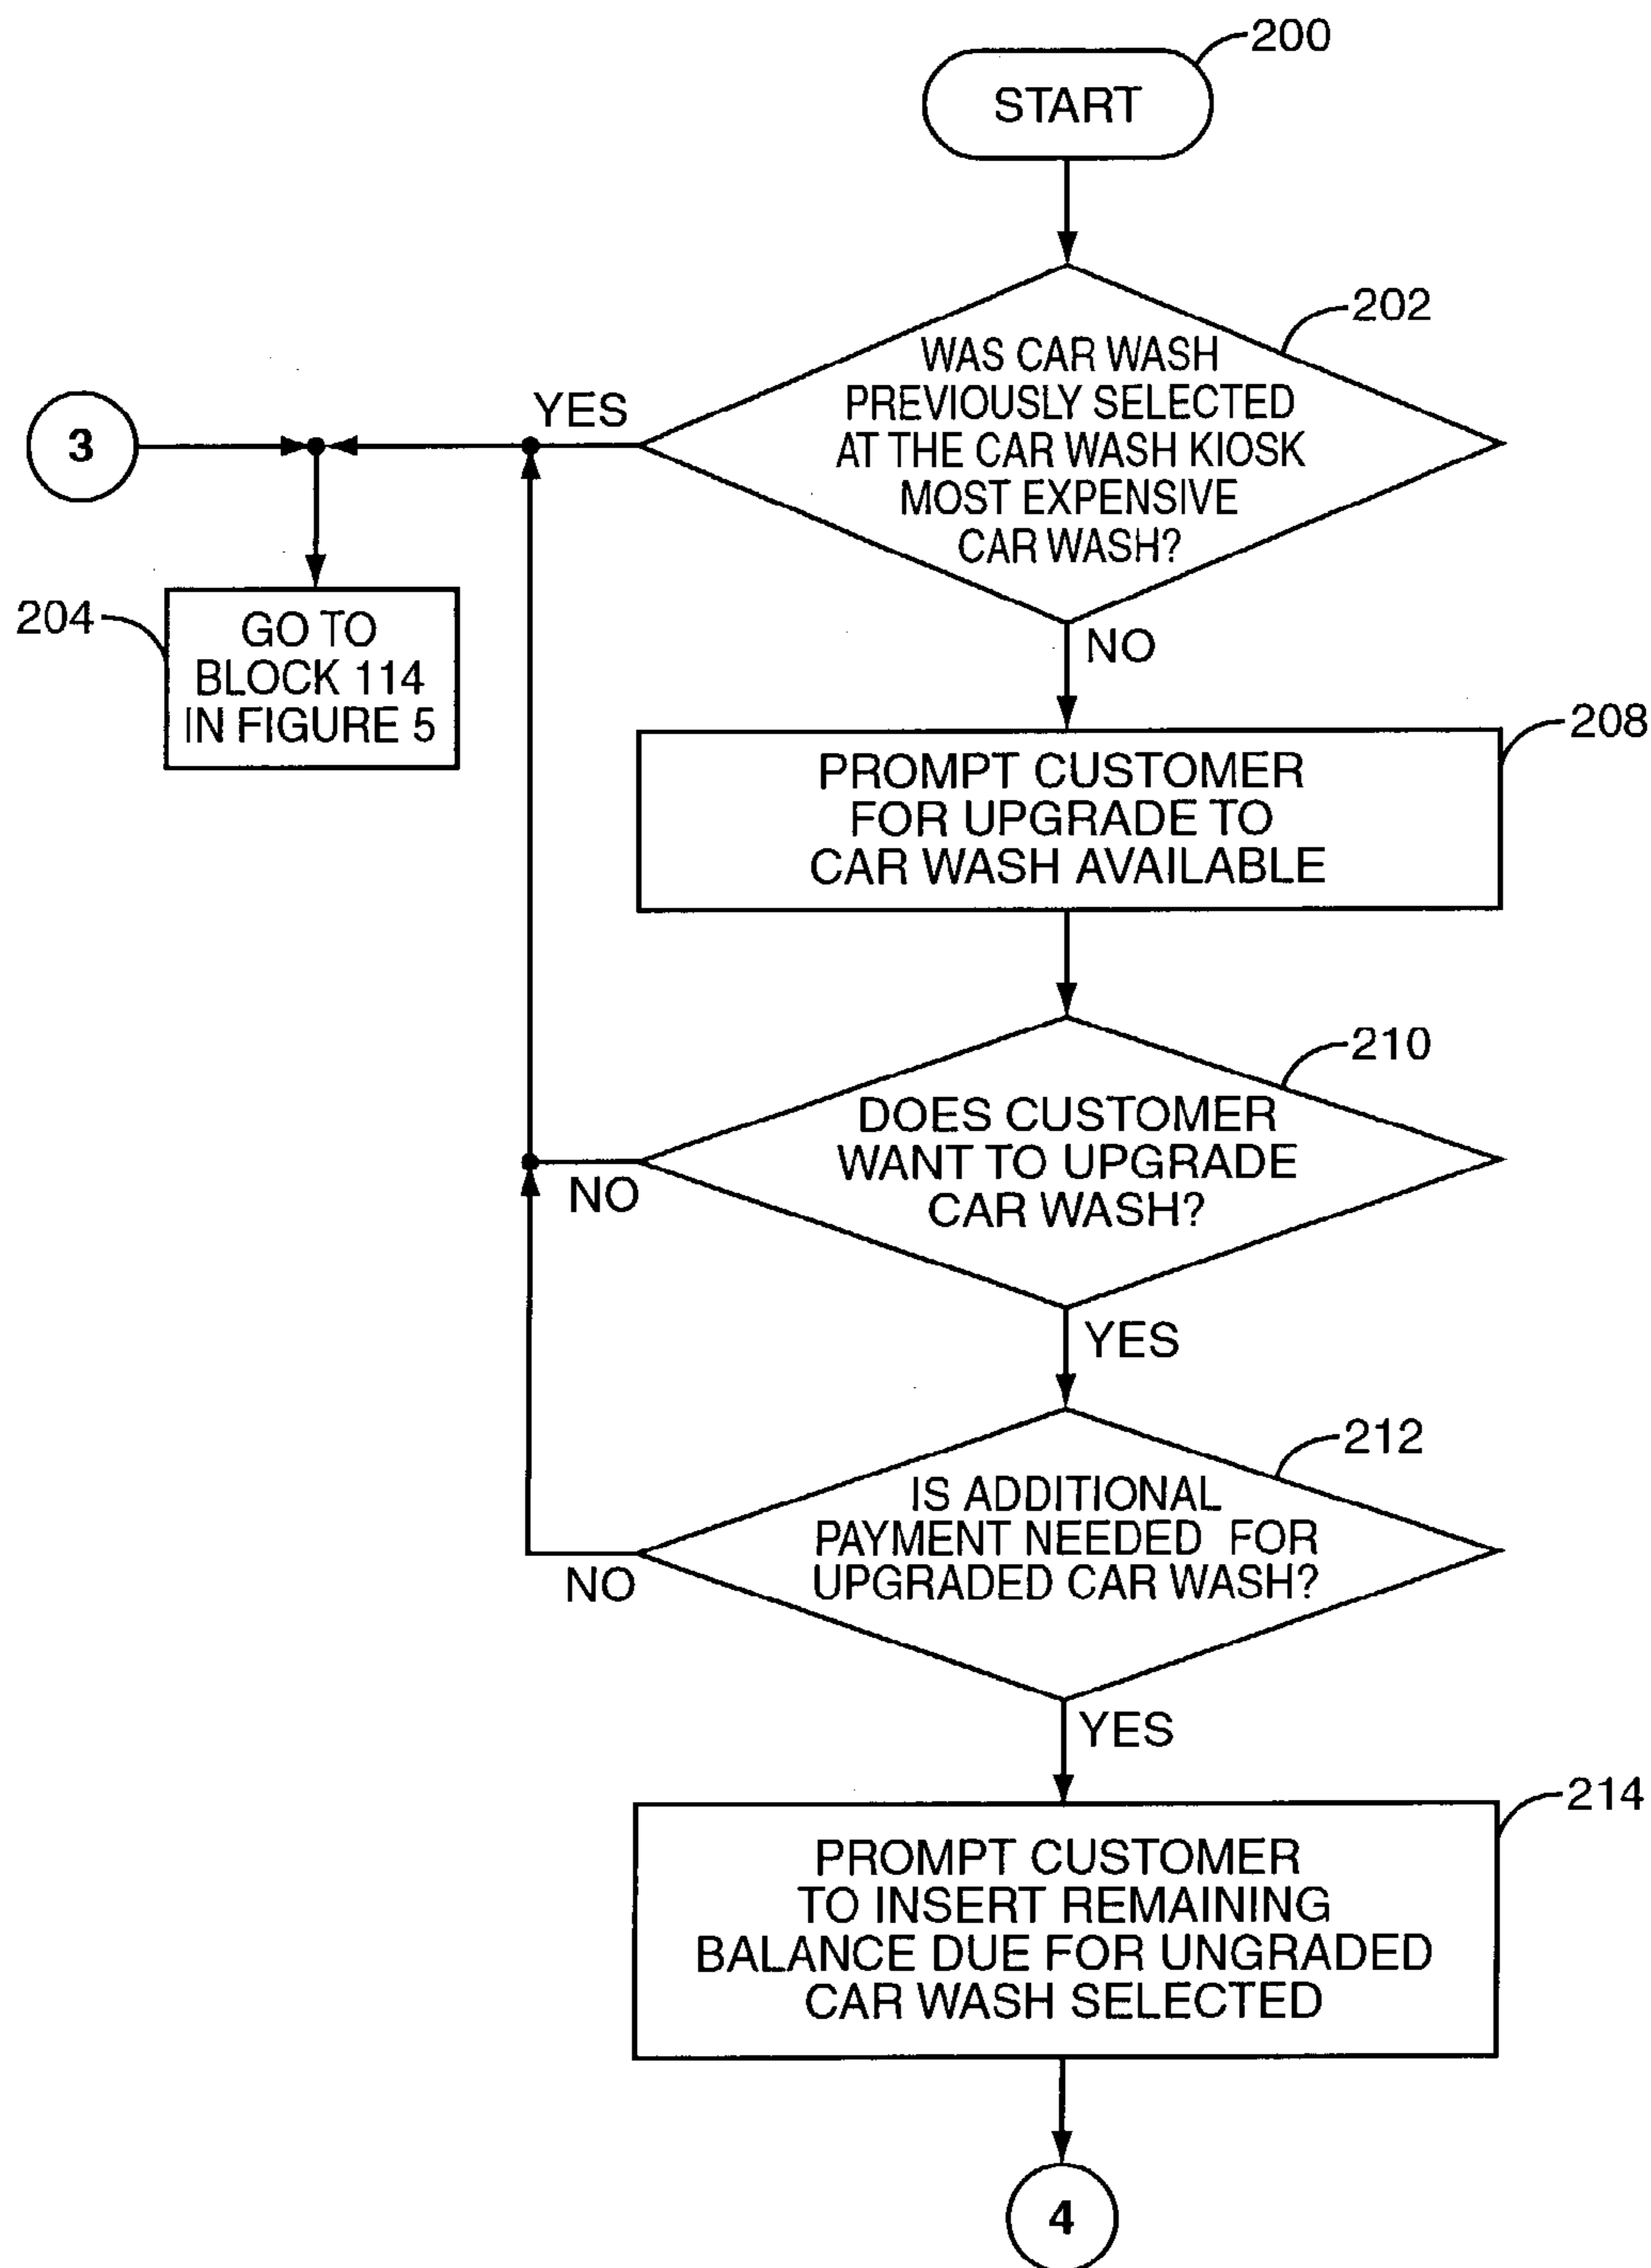 200
START
202
WAS CAR WASH
PREVIOUSLY SELECTED
AT THE CAR WASH KIOSK
MOST EXPENSIVE
CAR WASH?
YES
3
204
GO TO
BLOCK 114
IN FIGURE 5
NO
208
PROMPT CUSTOMER
FOR UPGRADE TO
CAR WASH AVAILABLE
210
DOES CUSTOMER
WANT TO UPGRADE
CAR WASH?
NO
YES
212
IS ADDITIONAL
PAYMENT NEEDED FOR
UPGRADED CAR WASH?
NO
YES
214
PROMPT CUSTOMER
TO INSERT REMAINING
BALANCE DUE FOR UNGRADED
CAR WASH SELECTED
4